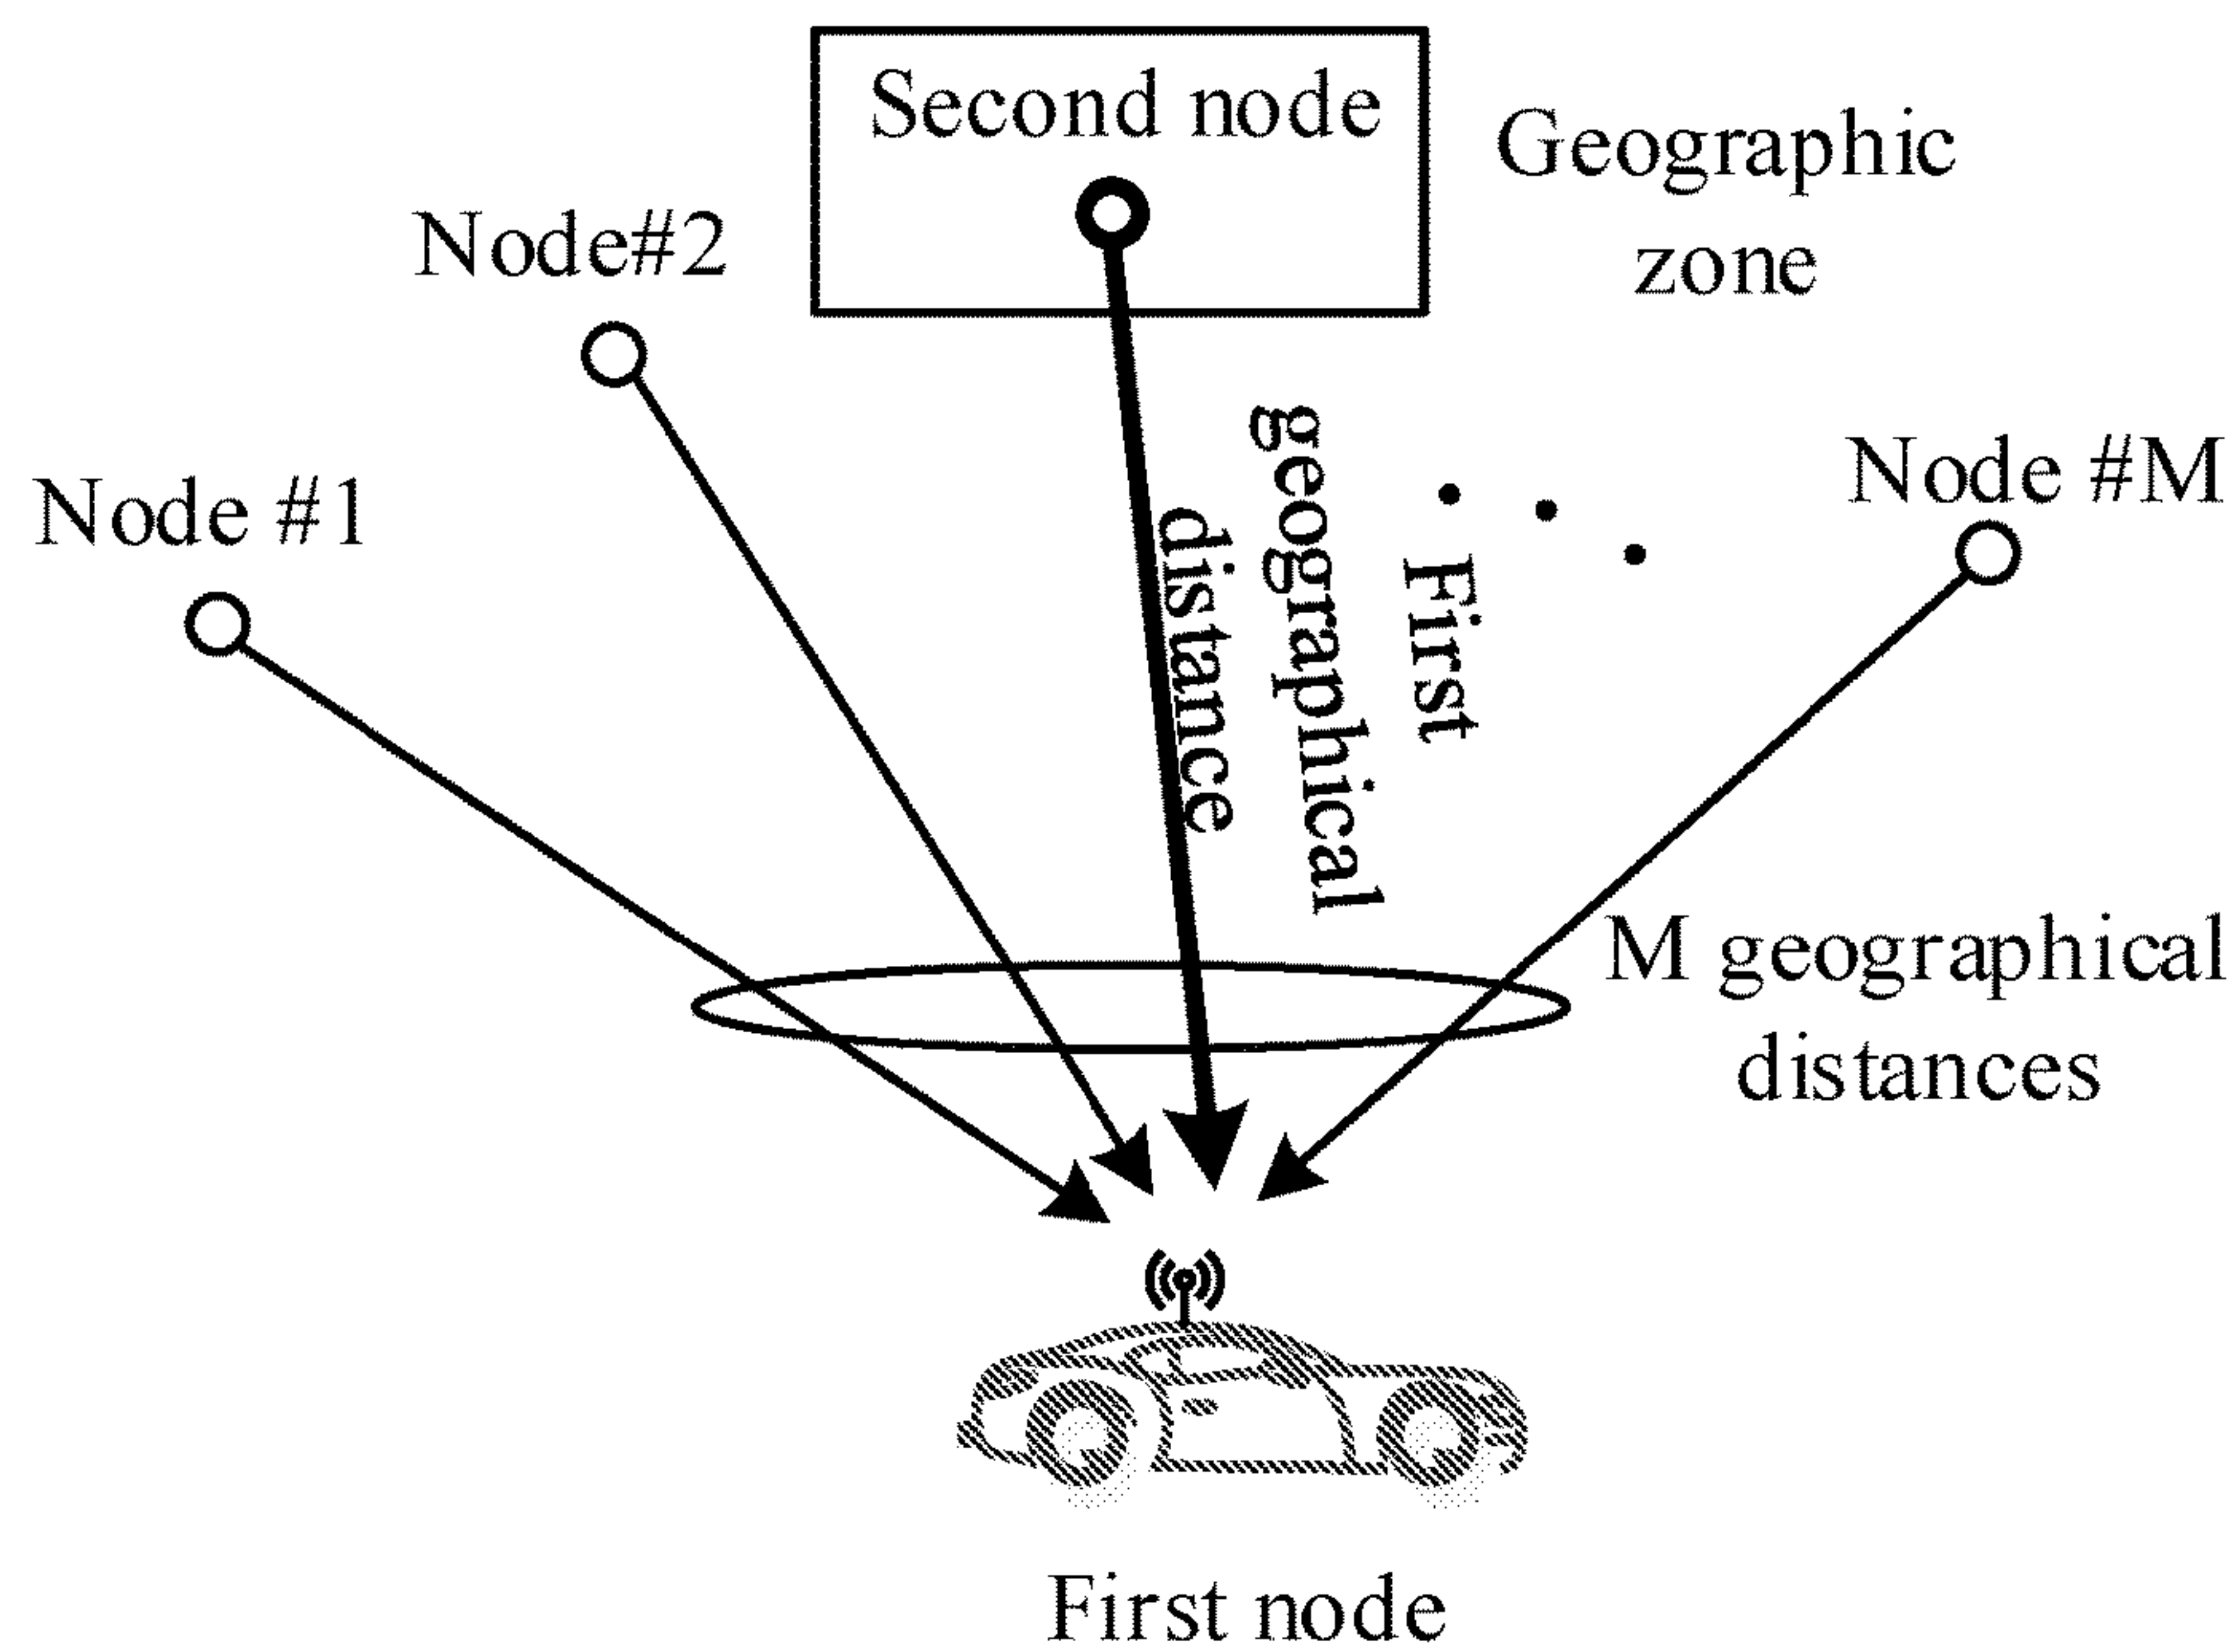 Second node
Geographic
zone
Node#2
Node #1
Node #M
First
geographical
distance
M geographical
distances
First node